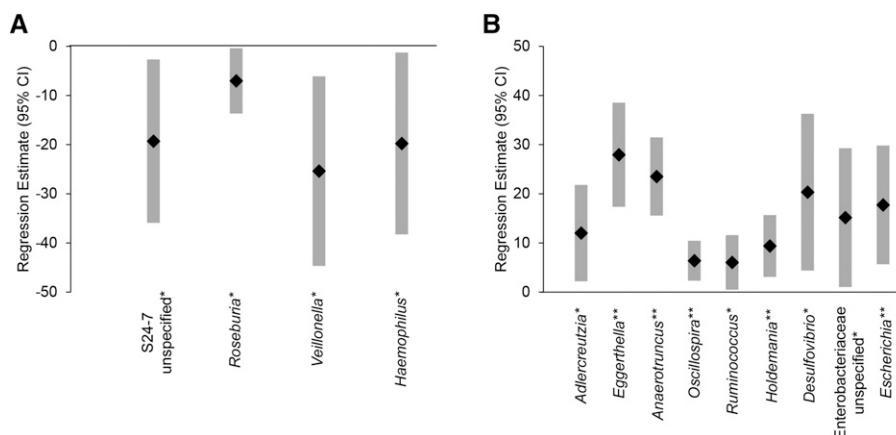 A
Regression Estimate (95% CI)
0
-10
-20
-30
-40
-50
S24-7
unspecified*
Roseburia*
Veillonella*
Haemophilus*
B
Regression Estimate (95% CI)
50
40
30
20
10
0
Adlercreutzia*
Eggerthella**
Anaerotruncus**
Oscillospira**
Ruminococcus*
Holdemania**
Desulfovibrio*
Enterobacteriaceae
unspecified*
Escherichia**